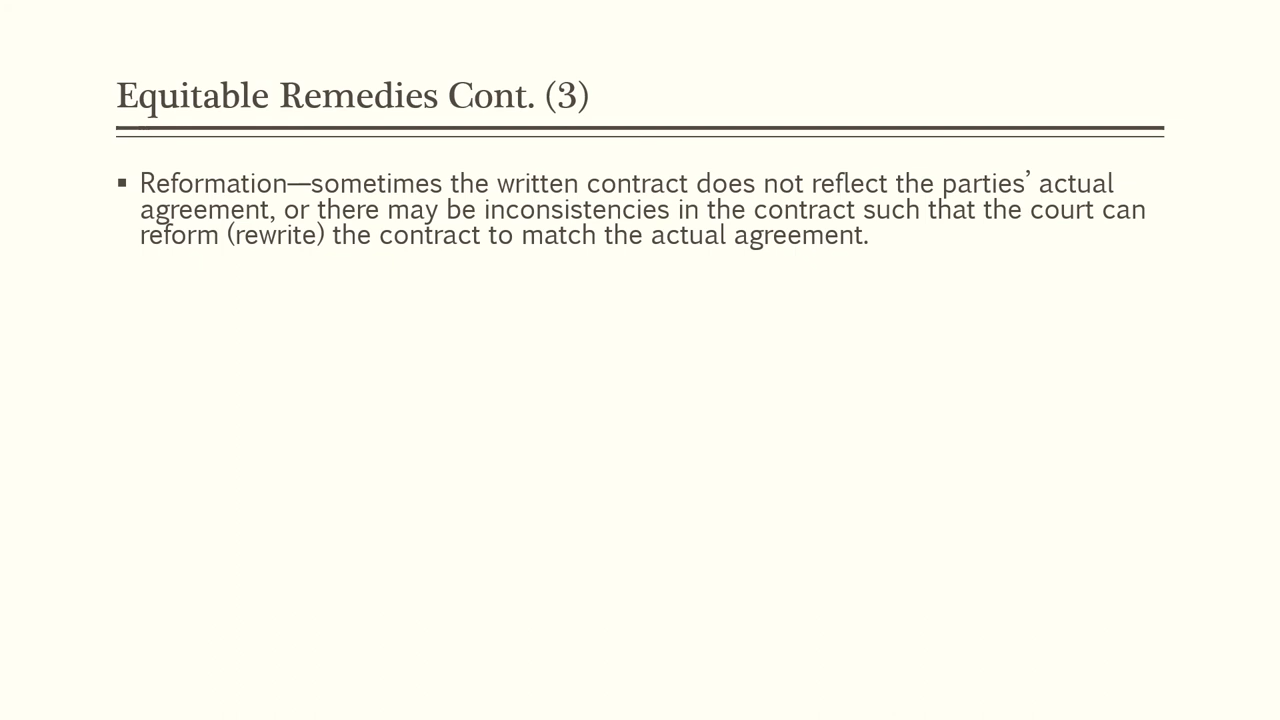 Equitable Remedies Cont. (3)
▪ Reformation—sometimes the written contract does not reflect the parties’ actual
agreement, or there may be inconsistencies in the contract such that the court can
reform (rewrite) the contract to match the actual agreement.